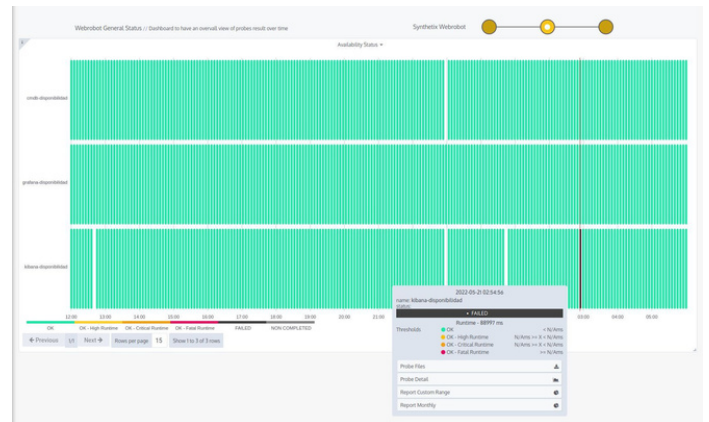 Webrobot General Status // Dashboard to have an overall view of probes result over time
Synthetix Webrobot
Availability Status
cmdb-disponibilidad
grafana-disponibilidad
kibana-disponibilidad
12:00 13:00 14:00 15:00 16:00 17:00 18:00 19:00 20:00 21:00 03:00 04:00 05:00
OK OK - High Runtime OK - Critical Runtime OK - Fatal Runtime FAILED NON COMPLETED
Previous 1/1 Next Rows per page 15 Show 1 to 3 of 3 rows
2022-05-21 02:54:56
name: kibana-disponibilidad
status:
FAILED
Runtime - 88997 ms
Thresholds OK < N/Ams
OK - High Runtime N/Ams >= X < N/Ams
OK - Critical Runtime N/Ams >= X < N/Ams
OK - Fatal Runtime >= N/Ams
Probe Files
Probe Detail
Report Custom Range
Report Monthly